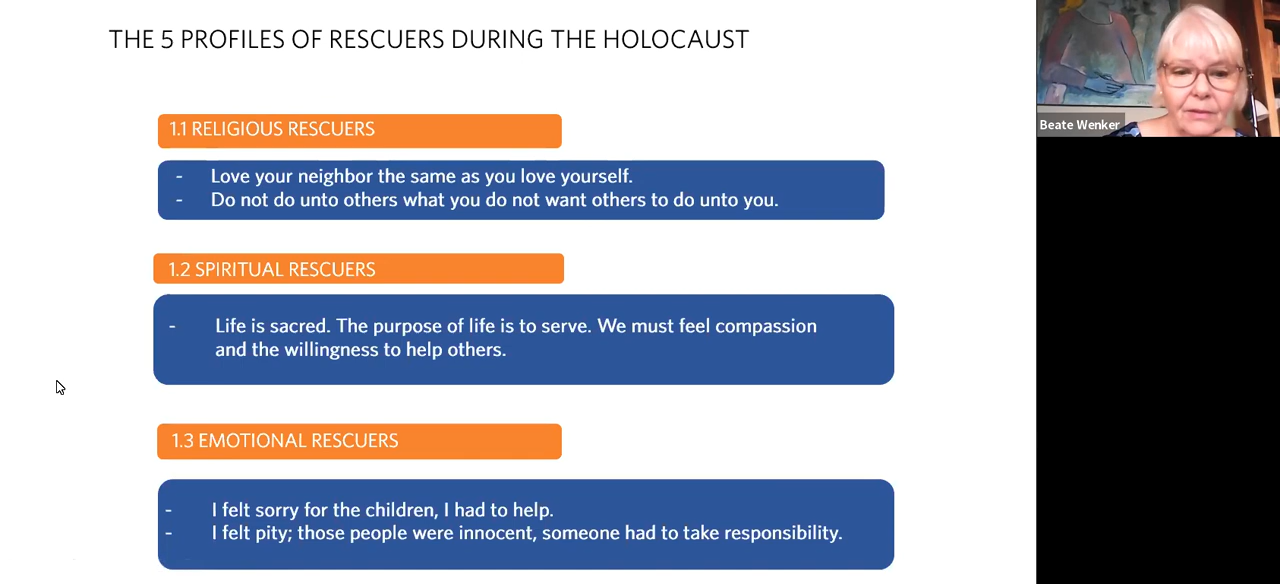 THE 5 PROFILES OF RESCUERS DURING THE HOLOCAUST
1.1 RELIGIOUS RESCUERS
- Love your neighbor the same as you love yourself.
- Do not do unto others what you do not want others to do unto you.
1.2 SPIRITUAL RESCUERS
- Life is sacred. The purpose of life is to serve. We must feel compassion
and the willingness to help others.
1.3 EMOTIONAL RESCUERS
- I felt sorry for the children, I had to help.
- I felt pity; those people were innocent, someone had to take responsibility.
Beate Wenker